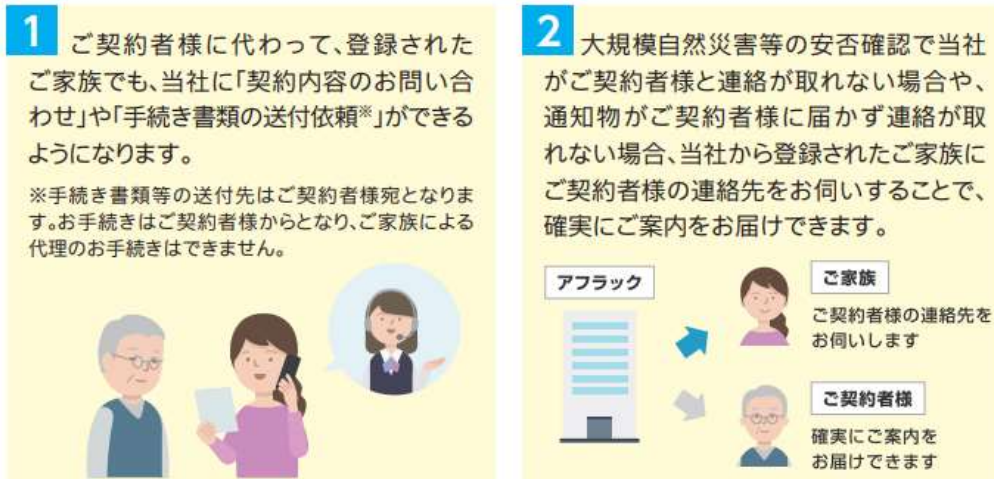 1
ご契約者様に代わって、登録された
ご家族でも、当社に「契約内容のお問い合
わせ」や「手続き書類の送付依頼※」ができる
ようになります。
※手続き書類等の送付先はご契約者様宛となりま
す。お手続きはご契約者様からとなり、ご家族による
代理のお手続きはできません。
2
大規模自然災害等の安否確認で当社
がご契約者様と連絡が取れない場合や、
通知物がご契約者様に届かず連絡が取
れない場合、当社から登録されたご家族に
ご契約者様の連絡先をお伺いすることで、
確実にご案内をお届けできます。
アフラック
ご家族
ご契約者様の連絡先を
お伺いします
ご契約者様
確実にご案内を
お届けできます